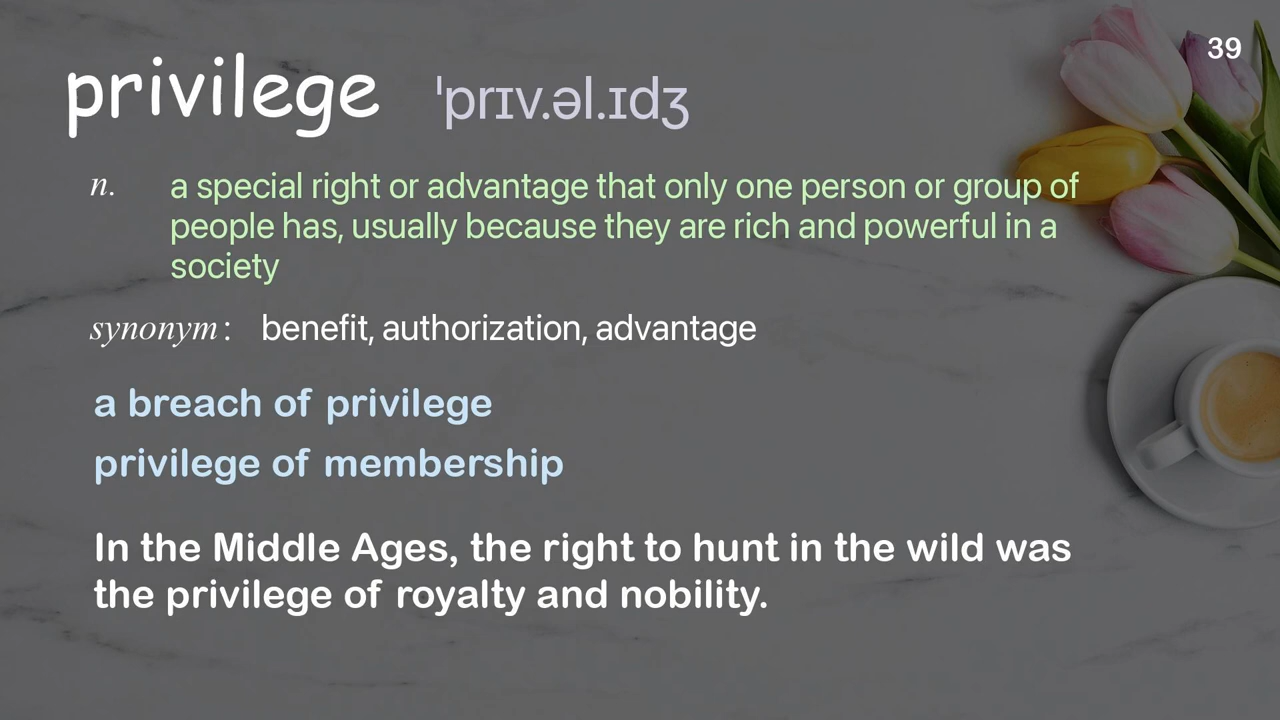 39
privilege ˈprɪv.əl.ɪdʒ
n. a special right or advantage that only one person or group of
people has, usually because they are rich and powerful in a
society
synonym: benefit, authorization, advantage
a breach of privilege
privilege of membership
In the Middle Ages, the right to hunt in the wild was
the privilege of royalty and nobility.